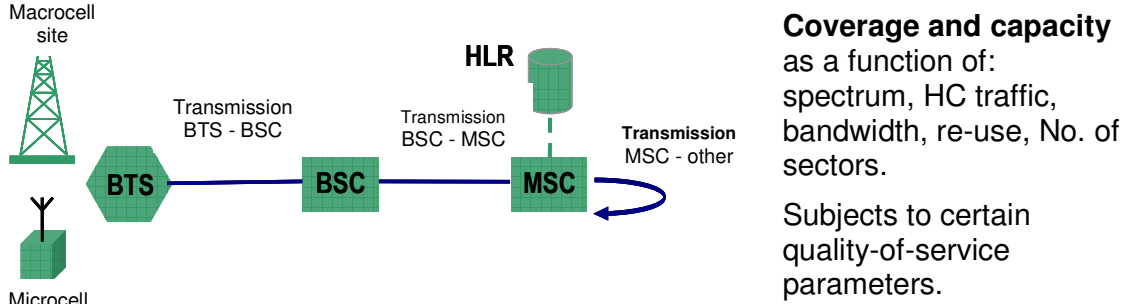 Macrocell
site
HLR
Transmission
BTS - BSC
Transmission
BSC - MSC
Transmission
MSC - other
BTS
BSC
MSC
Microcell
Coverage and capacity
as a function of:
spectrum, HC traffic,
bandwidth, re-use, No. of
sectors.
Subjects to certain
quality-of-service
parameters.